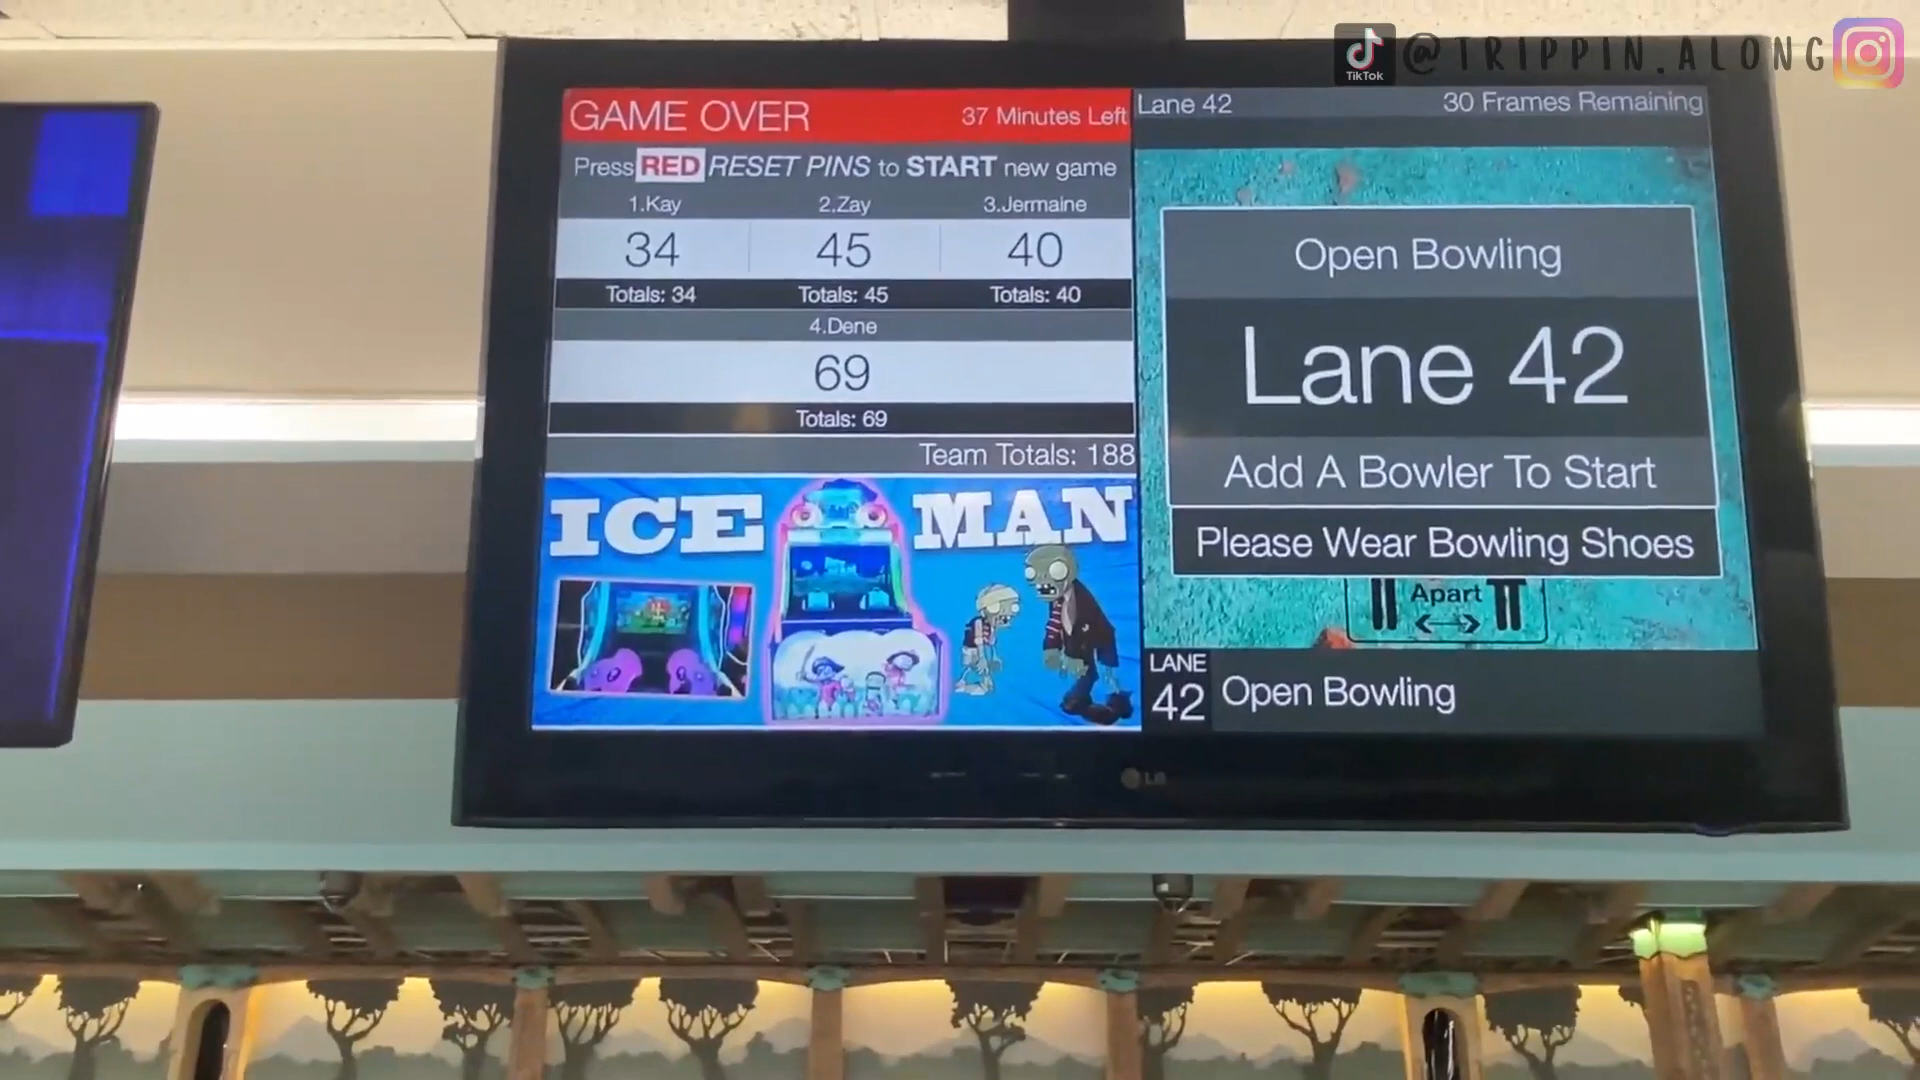 TikTok
@TRIPPIN.ALONG
GAME OVER
37 Minutes Left
Press RED RESET PINS to START new game
1.Kay
2.Zay
3.Jermaine
34
45
40
Totals: 34
Totals: 45
Totals: 40
4.Dene
69
Totals: 69
Team Totals: 188
ICE MAN
Lane 42
30 Frames Remaining
Open Bowling
Lane 42
Add A Bowler To Start
Please Wear Bowling Shoes
Apart
LANE
42
Open Bowling
LG